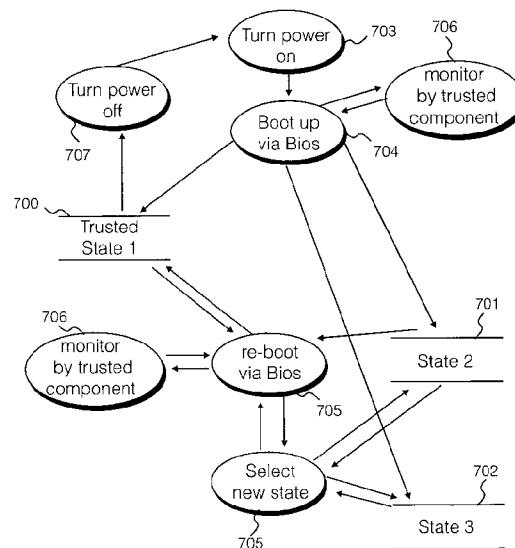 Turn power
on
703
706
monitor
by trusted
component
Turn power
off
707
Boot up
via Bios
704
700
Trusted
State 1
706
monitor
by trusted
component
re-boot
via Bios
705
701
State 2
Select
new state
705
702
State 3